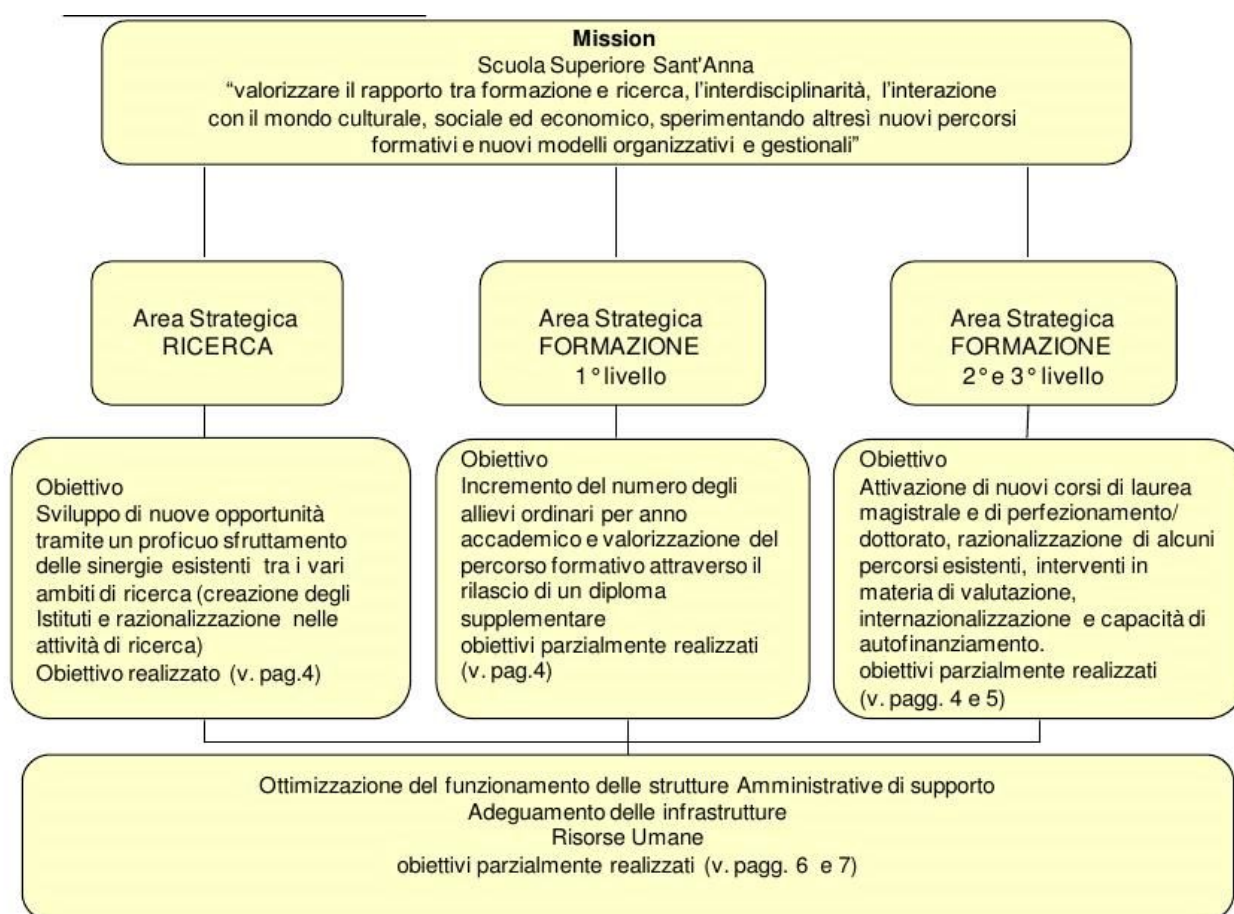 Mission
Scuola Superiore Sant'Anna
“valorizzare il rapporto tra formazione e ricerca, l’interdisciplinarità, l’interazione
con il mondo culturale, sociale ed economico, sperimentando altresì nuovi percorsi
formativi e nuovi modelli organizzativi e gestionali”
Area Strategica
RICERCA
Area Strategica
FORMAZIONE
1° livello
Area Strategica
FORMAZIONE
2° e 3° livello
Obiettivo
Sviluppo di nuove opportunità
tramite un proficuo sfruttamento
delle sinergie esistenti tra i vari
ambiti di ricerca (creazione degli
Istituti e razionalizzazione nelle
attività di ricerca)
Obiettivo realizzato (v. pag.4)
Obiettivo
Incremento del numero degli
allievi ordinari per anno
accademico e valorizzazione del
percorso formativo attraverso il
rilascio di un diploma
supplementare
obiettivi parzialmente realizzati
(v. pag.4)
Obiettivo
Attivazione di nuovi corsi di laurea
magistrale e di perfezionamento/
dottorato, razionalizzazione di alcuni
percorsi esistenti, interventi in
materia di valutazione,
internazionalizzazione e capacità di
autofinanziamento.
obiettivi parzialmente realizzati
(v. pagg. 4 e 5)
Ottimizzazione del funzionamento delle strutture Amministrative di supporto
Adeguamento delle infrastrutture
Risorse Umane
obiettivi parzialmente realizzati (v. pagg. 6 e 7)